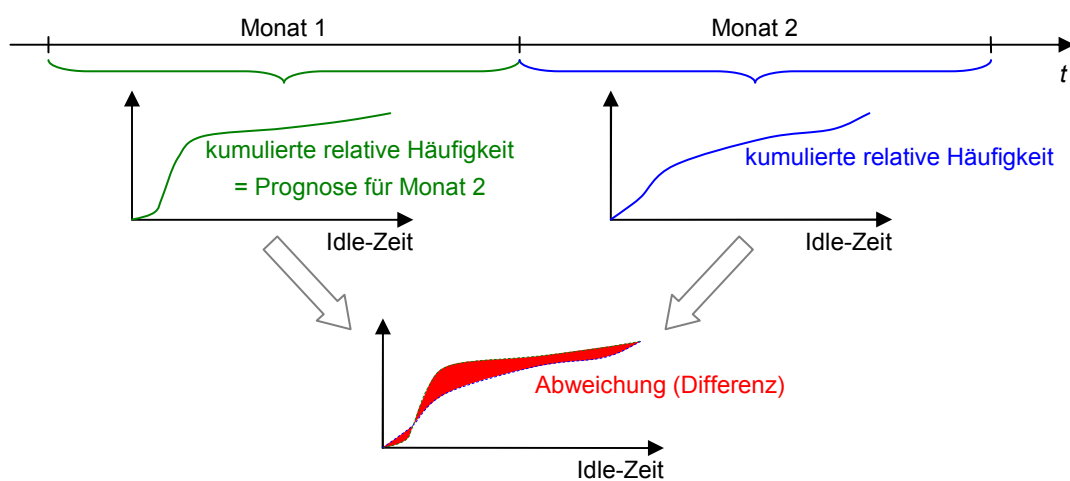 Monat 1
Monat 2
t
kumulierte relative Häufigkeit
= Prognose für Monat 2
kumulierte relative Häufigkeit
Idle-Zeit
Idle-Zeit
Abweichung (Differenz)
Idle-Zeit